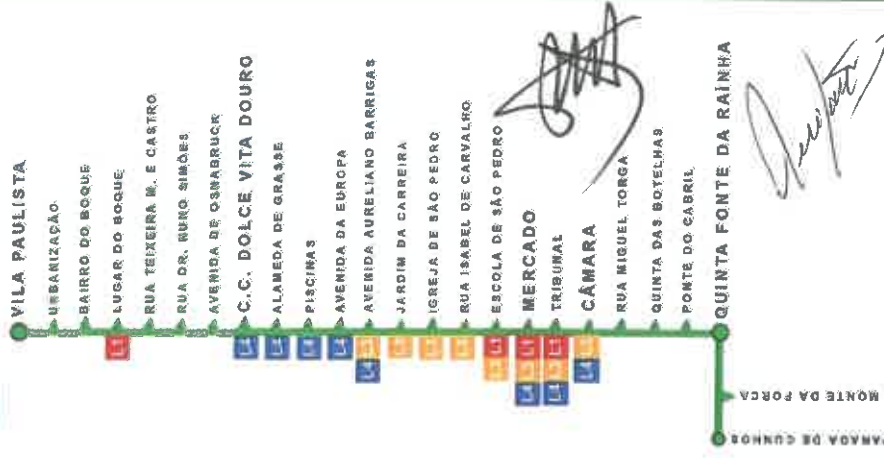 VILA PAULISTA
URBANIZAÇÃO
BAIRRO DO BOQUE
LUGAR DO BOQUE
RUA TEIXEIRA M. E CASTRO
RUA DR. NUNO SIMÕES
AVENIDA DE OSNABRUCK
C.C. DOLCE VITA DOURO
ALAMEDA DE GRASSE
PISCINAS
AVENIDA DA EUROPA
AVENIDA AURELIANO BARRIGAS
JARDIM DA CARREIRA
IGREJA DE SÃO PEDRO
RUA ISABEL DE CARVALHO
ESCOLA DE SÃO PEDRO
MERCADO
TRIBUNAL
CÂMARA
RUA MIGUEL TORGA
QUINTA DAS BOTELHAS
PONTE DO CABRIL
QUINTA FONTE DA RAÍNHA
MONTE DA FORCA
PARADA DE CUNHOS
L1